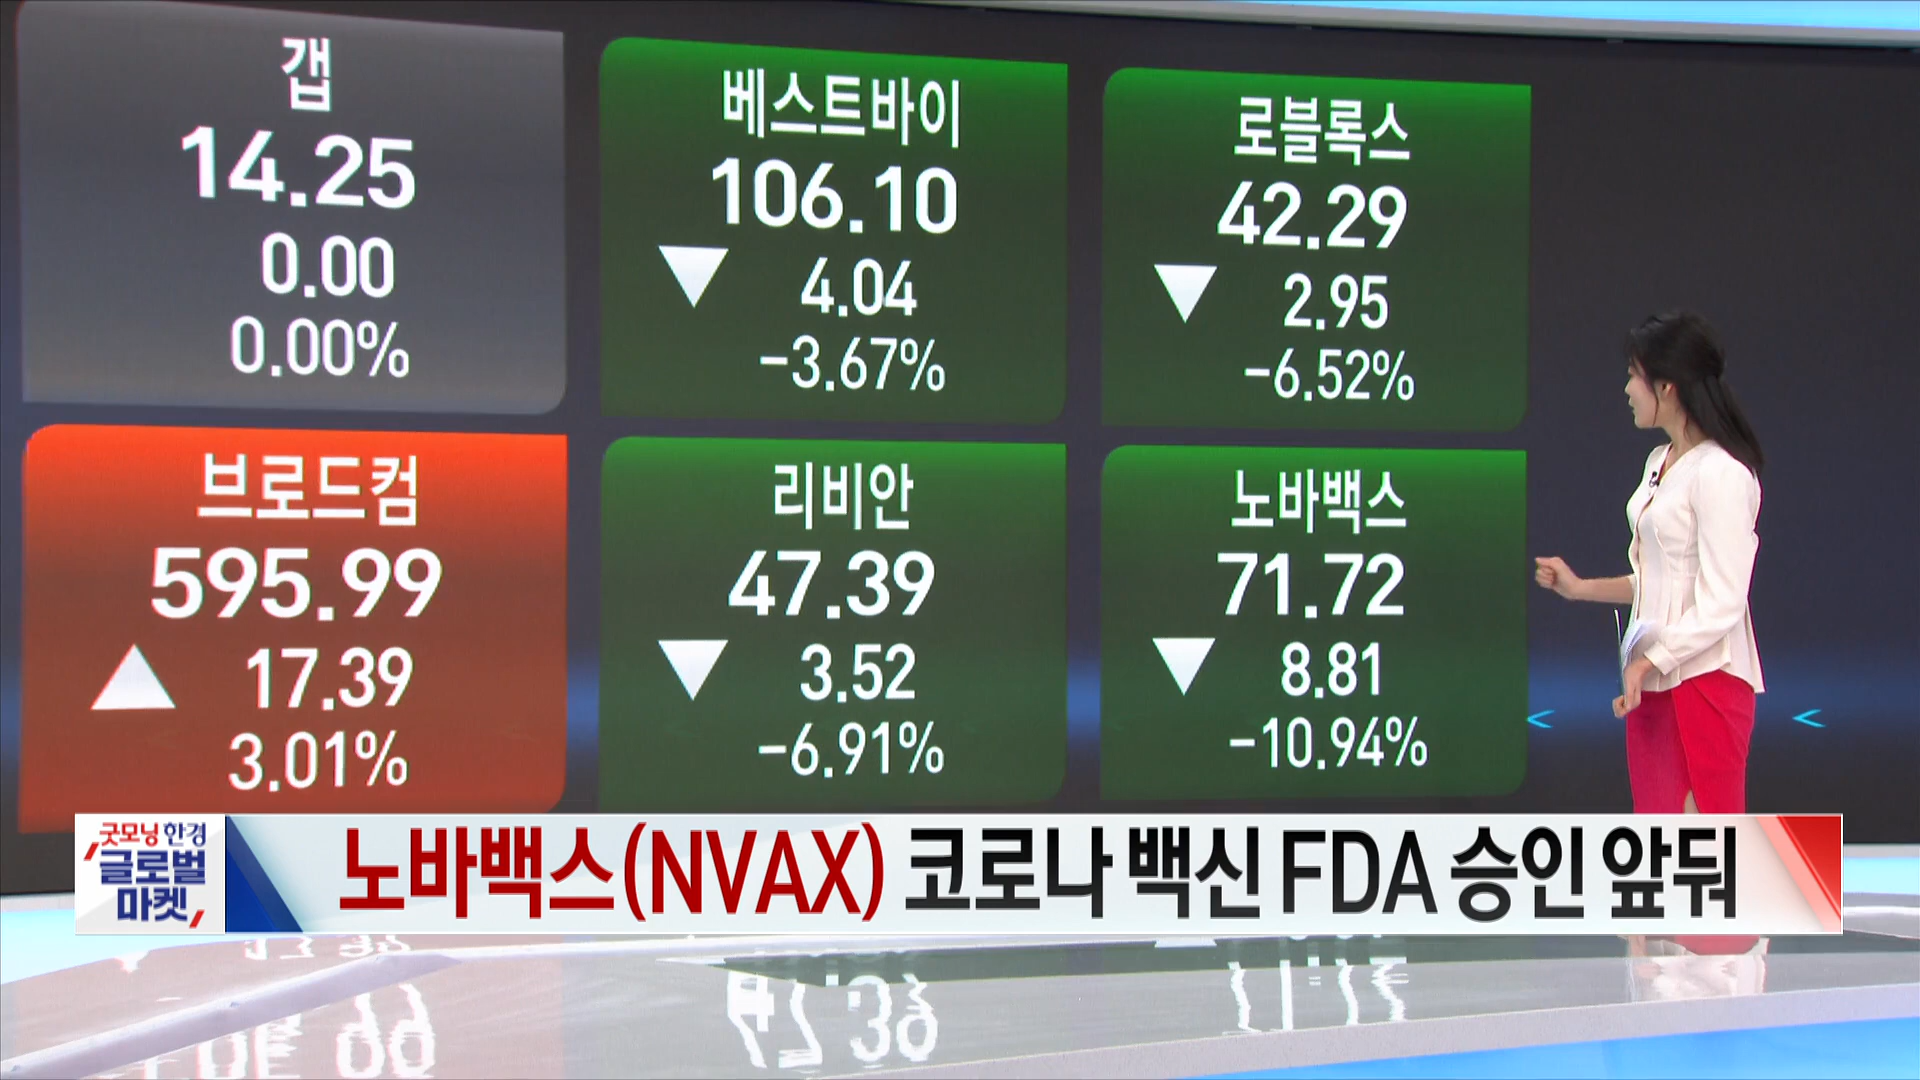 갭
14.25
0.00
0.00%
베스트바이
106.10
▼ 4.04
-3.67%
로블록스
42.29
▼ 2.95
-6.52%
브로드컴
595.99
▲ 17.39
3.01%
리비안
47.39
▼ 3.52
-6.91%
노바백스
71.72
▼ 8.81
-10.94%
굿모닝 한경
글로벌
마켓
노바백스(NVAX) 코로나 백신 FDA 승인 앞둬